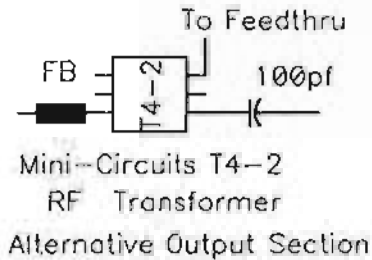 To Feedthru
FB
T4-2
100pf
Mini-Circuits T4-2
RF Transformer
Alternative Output Section